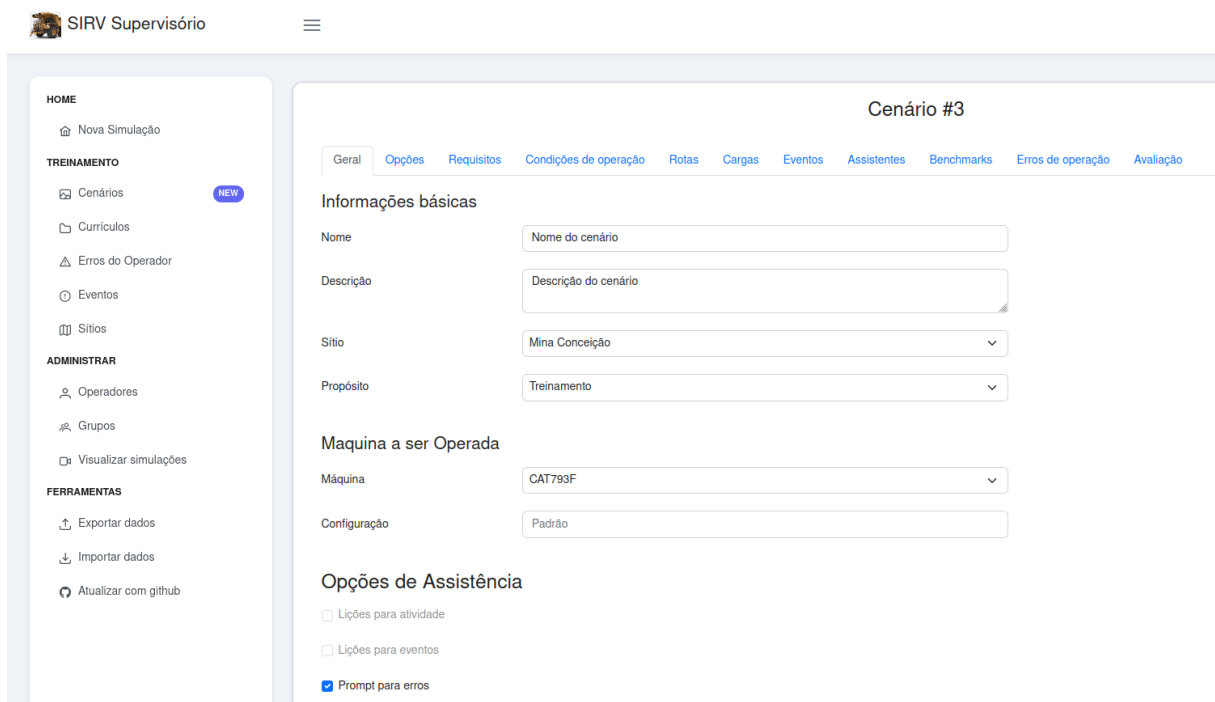 SIRV Supervisório
HOME
Nova Simulação
TREINAMENTO
Cenários NEW
Currículos
Erros do Operador
Eventos
Sítios
ADMINISTRAR
Operadores
Grupos
Visualizar simulações
FERRAMENTAS
Exportar dados
Importar dados
Atualizar com github
Cenário #3
Geral Opções Requisitos Condições de operação Rotas Cargas Eventos Assistentes Benchmarks Erros de operação Avaliação
Informações básicas
Nome Nome do cenário
Descrição Descrição do cenário
Sítio Mina Conceição
Propósito Treinamento
Maquina a ser Operada
Máquina CAT793F
Configuração Padrão
Opções de Assistência
Lições para atividade
Lições para eventos
Prompt para erros